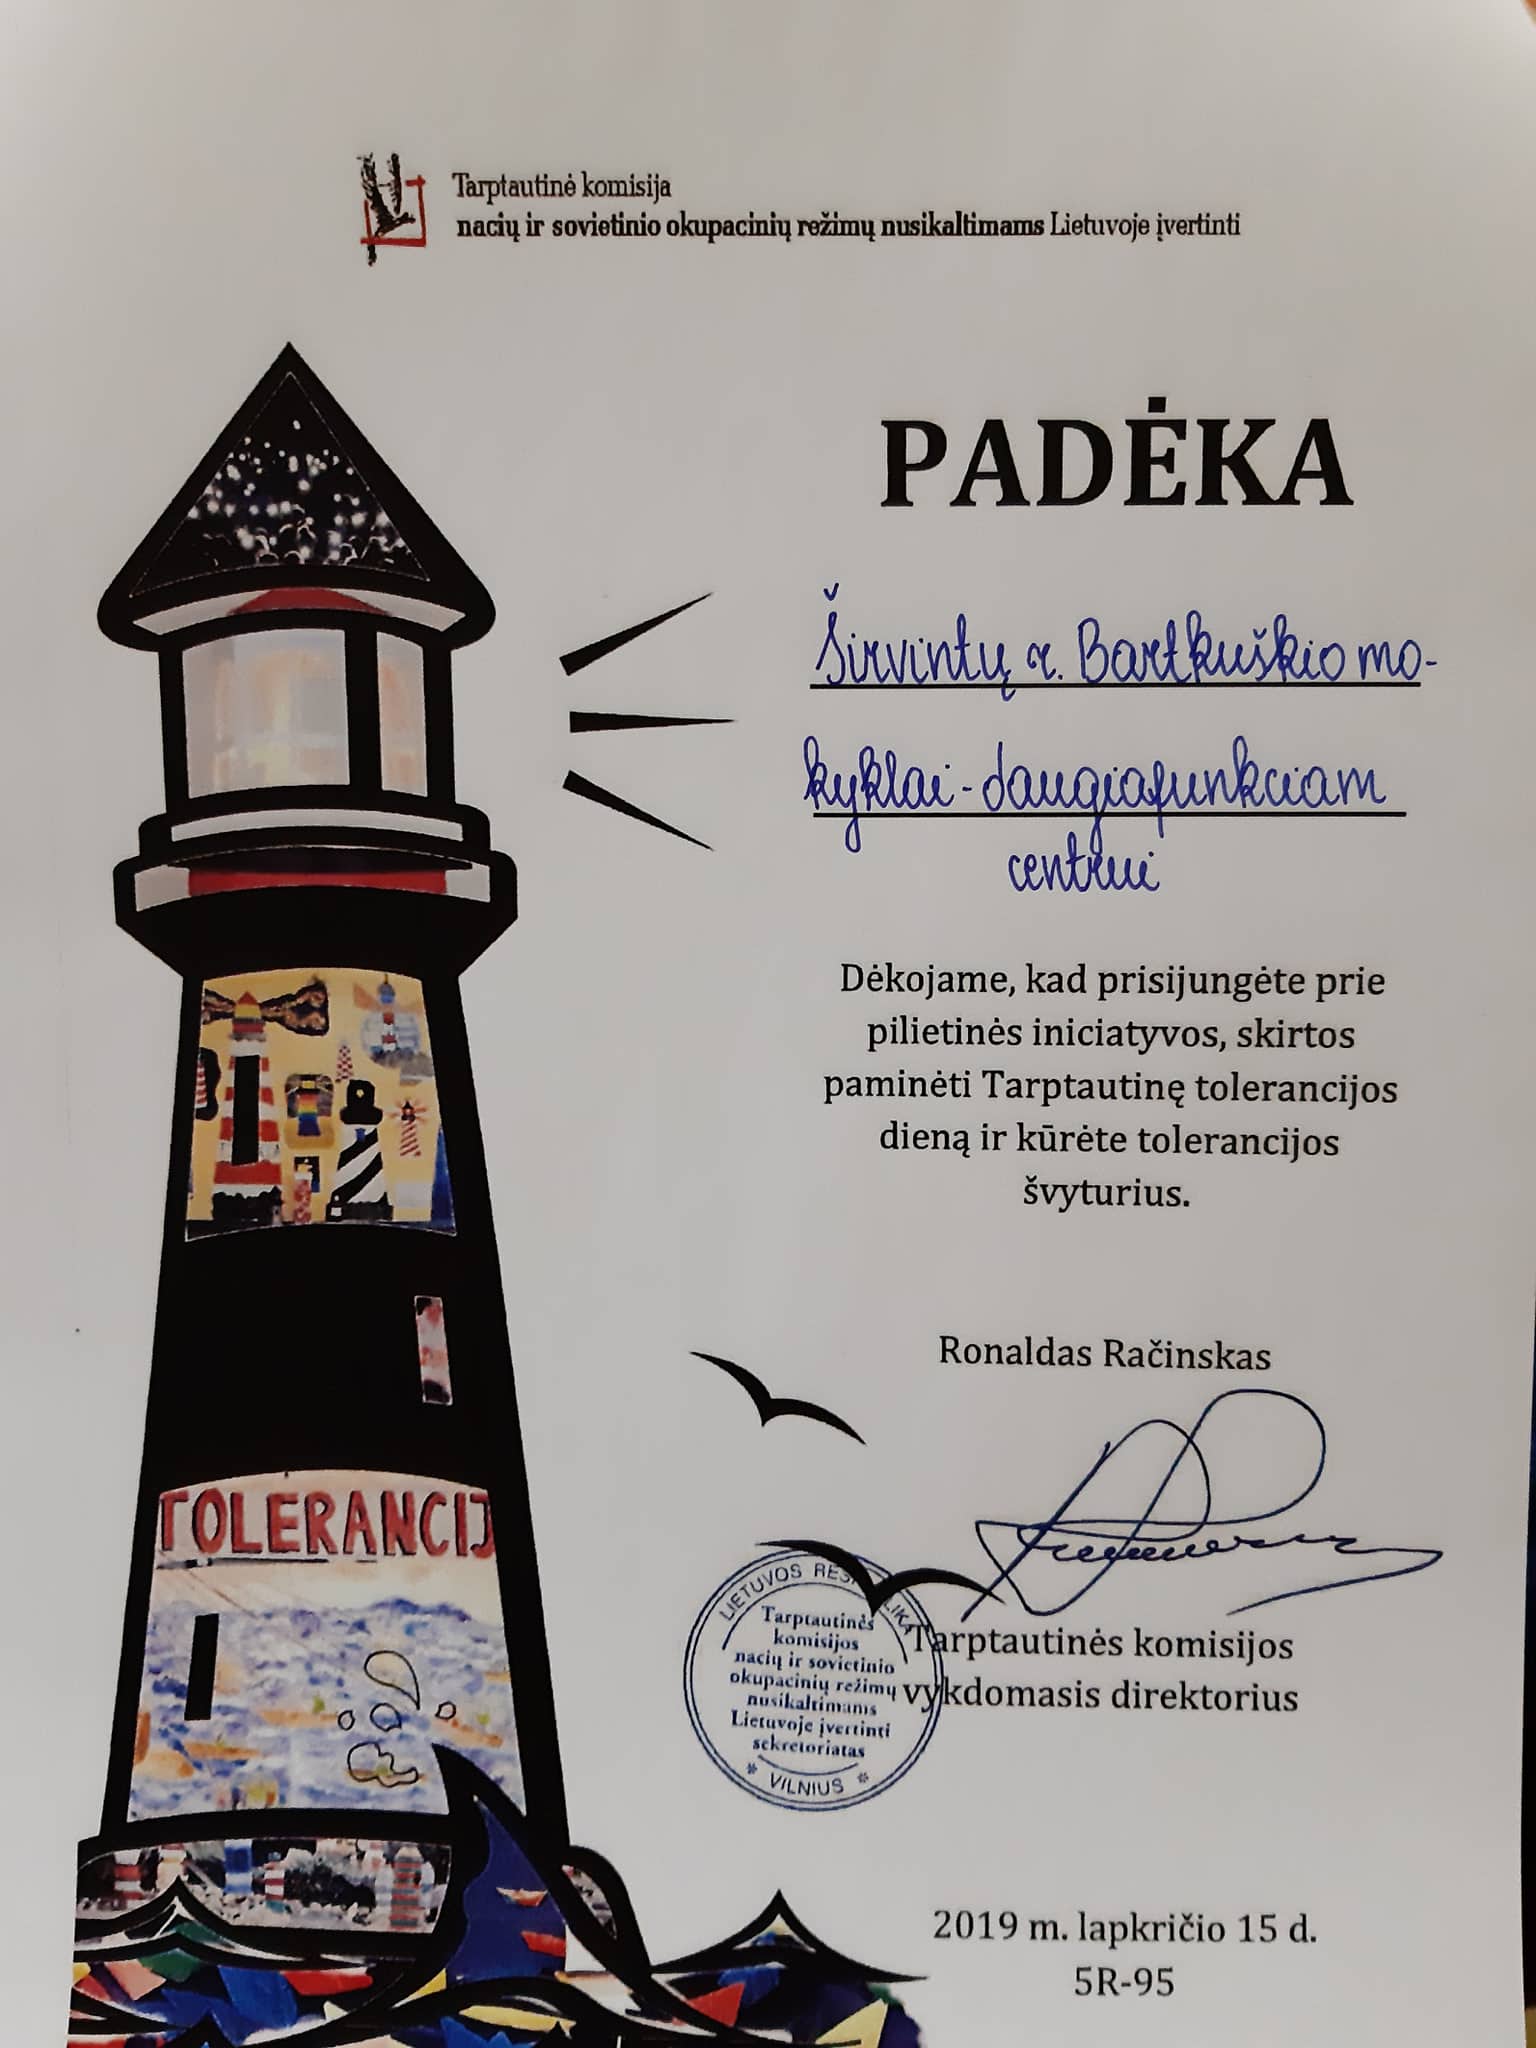 Tarptautinė komisija
nacių ir sovietinio okupacinių režimų nusikaltimams Lietuvoje įvertinti
PADĖKA
Širvintų r. Bartkuškio mo-
kyklai-daugiafunkciam
centrui
Dėkojame, kad prisijungėte prie
pilietinės iniciatyvos, skirtos
paminėti Tarptautinę tolerancijos
dieną ir kūrėte tolerancijos
švyturius.
Ronaldas Račinskas
TOLERANCIJ
LIETUVOS RESPUBLIKA
Tarptautinės
komisijos
nacių ir sovietinio
okupacinių režimų
nusikaltimams
Lietuvoje įvertinti
sekretoriatas
* VILNIUS *
Tarptautinės komisijos
vykdomasis direktorius
2019 m. lapkričio 15 d.
5R-95